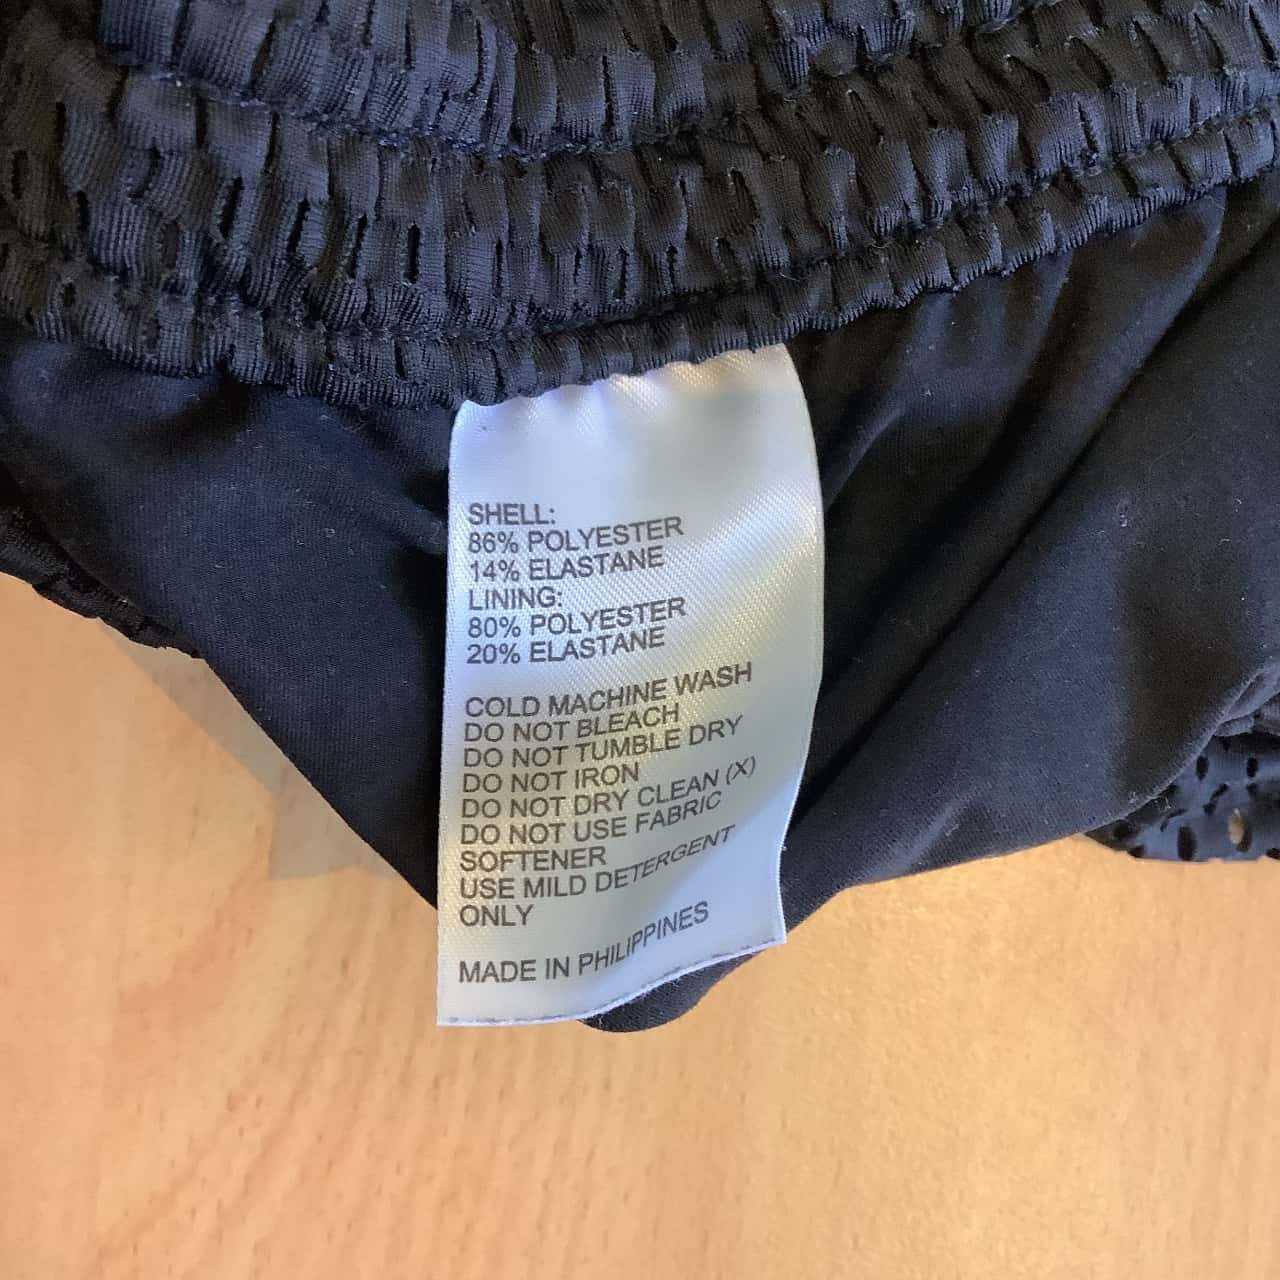 SHELL:
86% POLYESTER
14% ELASTANE
LINING:
80% POLYESTER
20% ELASTANE
COLD MACHINE WASH
DO NOT BLEACH
DO NOT TUMBLE DRY
DO NOT IRON
DO NOT DRY CLEAN (X)
DO NOT USE FABRIC
SOFTENER
USE MILD DETERGENT
ONLY
MADE IN PHILIPPINES